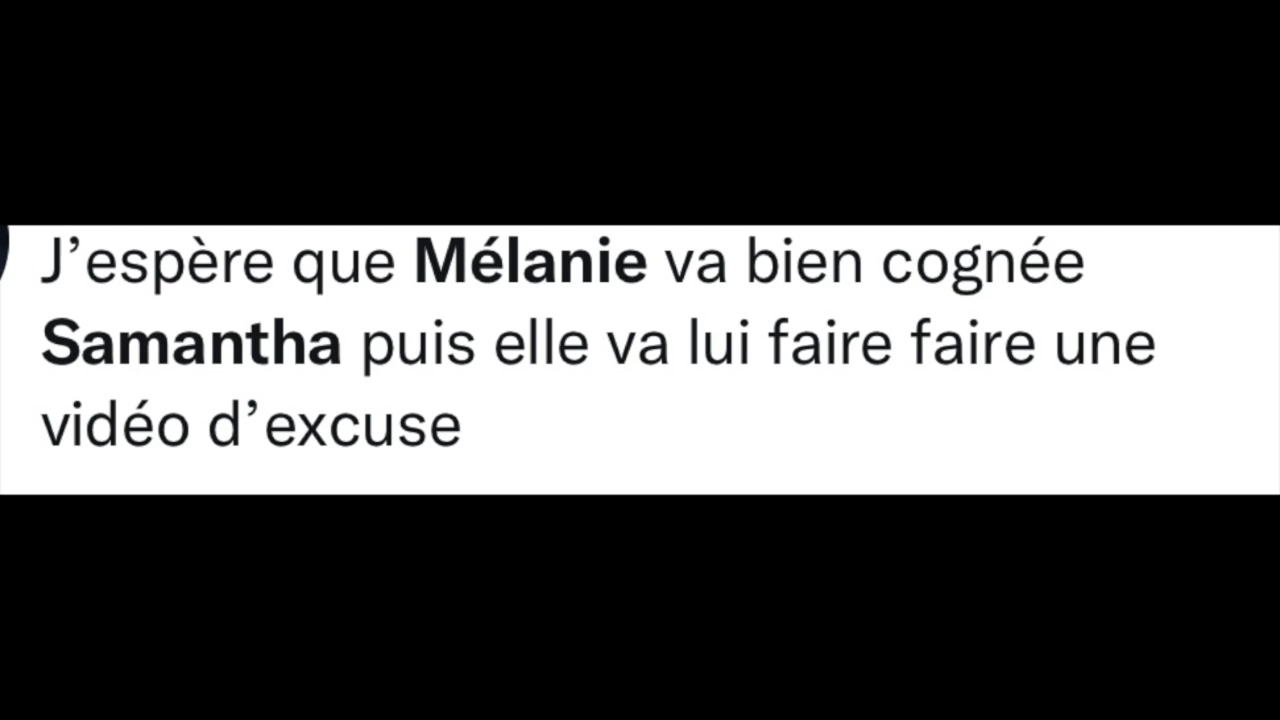 J’espère que Mélanie va bien cognée
Samantha puis elle va lui faire faire une
vidéo d’excuse